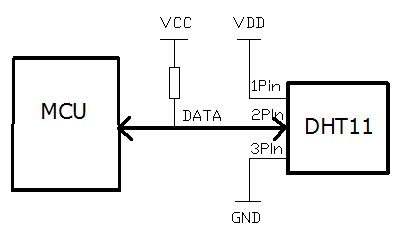 VCC
VDD
MCU
1Pin
DATA
2PIn
3PIn
DHT11
GND